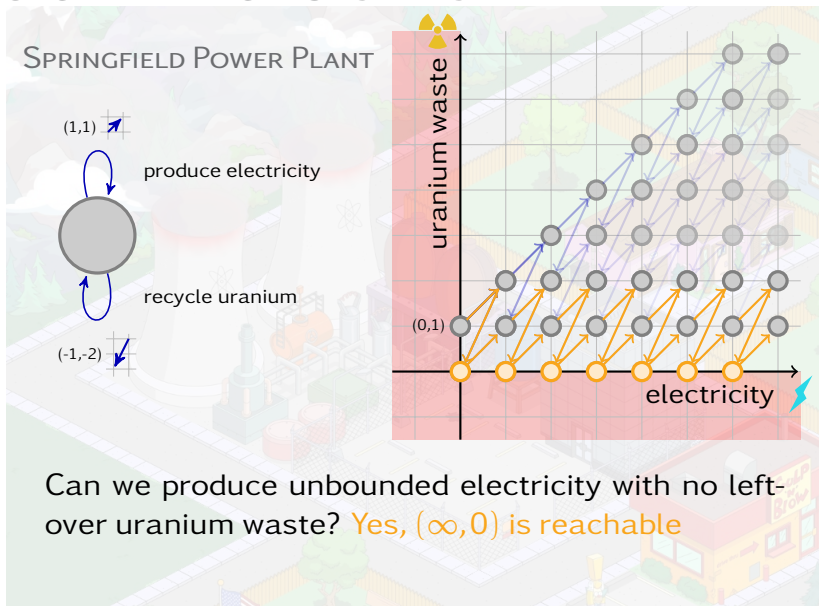 Springfield Power Plant
(1,1)
produce electricity
recycle uranium
(-1,-2)
uranium waste
(0,1)
electricity
Can we produce unbounded electricity with no left-
over uranium waste? Yes, (∞,0) is reachable